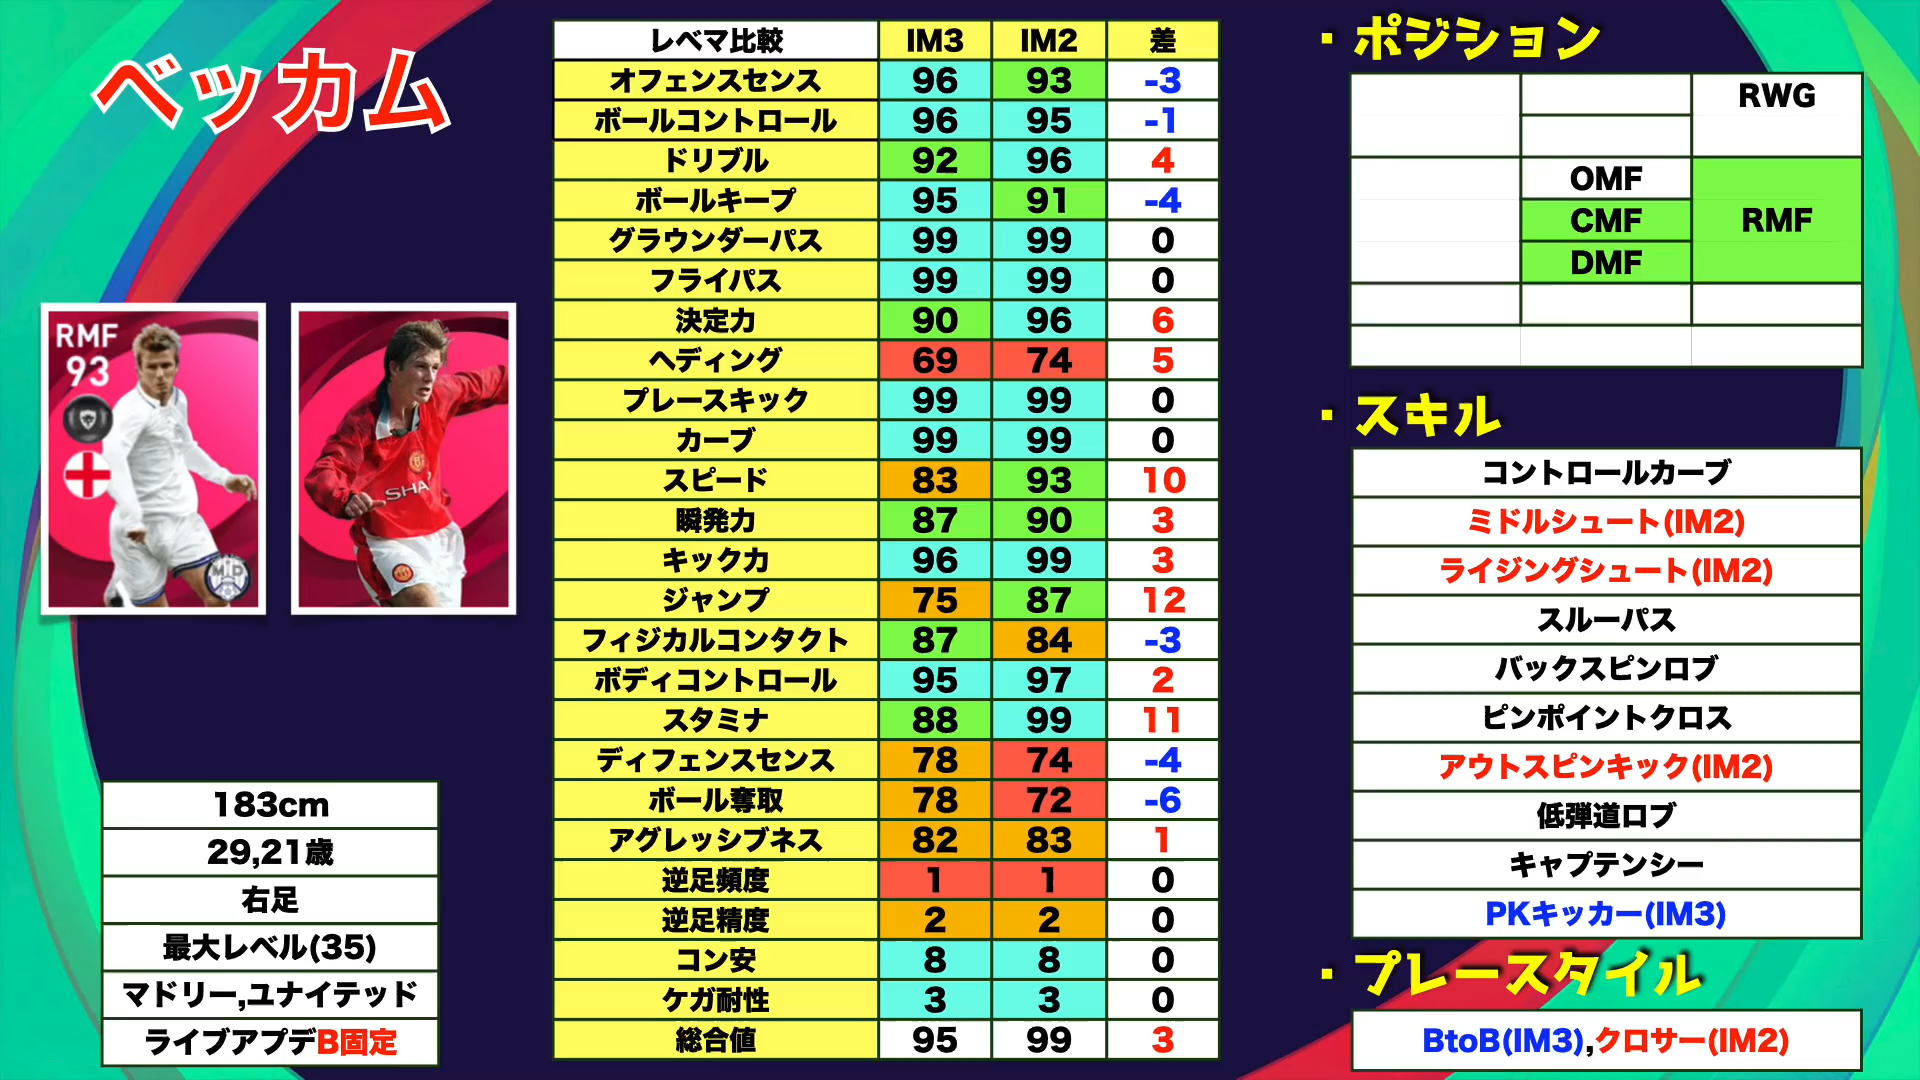 ベッカム
RMF
93
SHA
MD
183cm
29,21歳
右足
最大レベル(35)
マドリー,ユナイテッド
ライブアプデB固定
レベマ比較 IM3 IM2 差
オフェンスセンス 96 93 -3
ボールコントロール 96 95 -1
ドリブル 92 96 4
ボールキープ 95 91 -4
グラウンダーパス 99 99 0
フライパス 99 99 0
決定力 90 96 6
ヘディング 69 74 5
プレースキック 99 99 0
カーブ 99 99 0
スピード 83 93 10
瞬発力 87 90 3
キック力 96 99 3
ジャンプ 75 87 12
フィジカルコンタクト 87 84 -3
ボディコントロール 95 97 2
スタミナ 88 99 11
ディフェンスセンス 78 74 -4
ボール奪取 78 72 -6
アグレッシブネス 82 83 1
逆足頻度 1 1 0
逆足精度 2 2 0
コン安 8 8 0
ケガ耐性 3 3 0
総合値 95 99 3
・ポジション
RWG
OMF
CMF RMF
DMF
・スキル
コントロールカーブ
ミドルシュート(IM2)
ライジングシュート(IM2)
スルーパス
バックスピンロブ
ピンポイントクロス
アウトスピンキック(IM2)
低弾道ロブ
キャプテンシー
PKキッカー(IM3)
・プレースタイル
BtoB(IM3),クロサー(IM2)